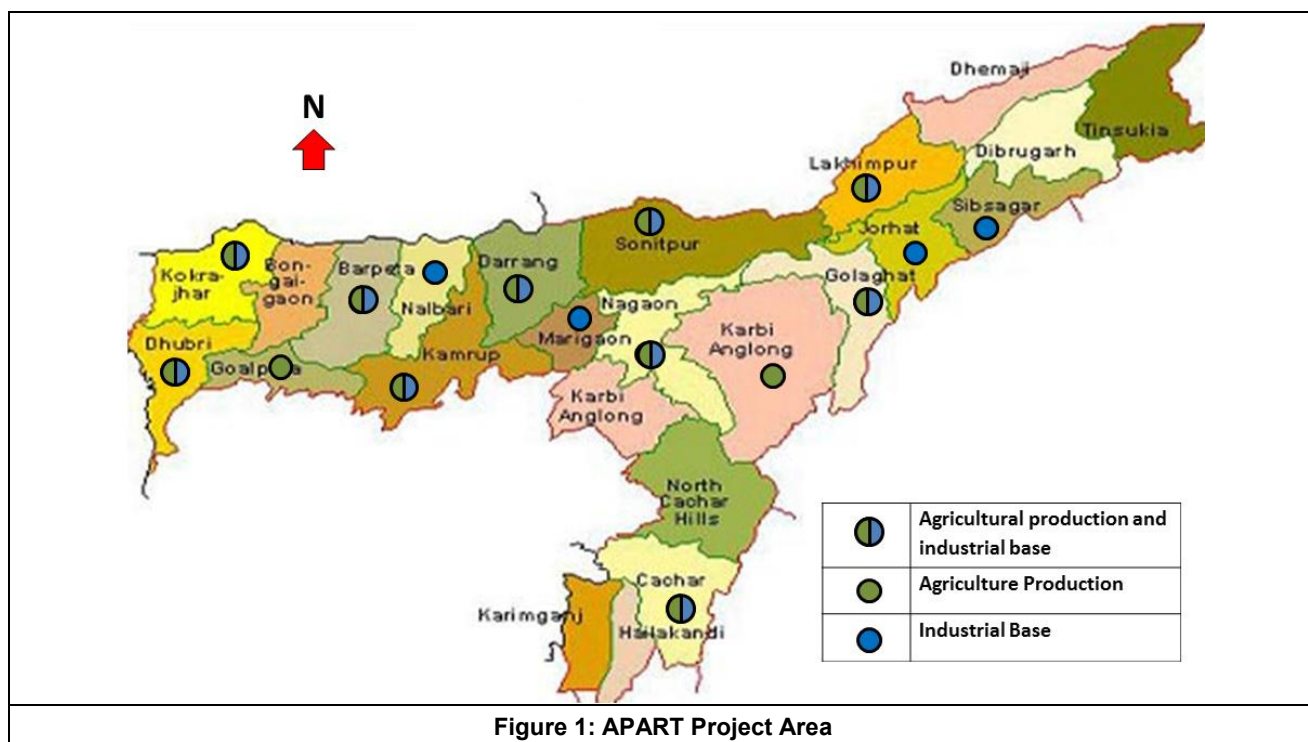 N
Dhemaji
Tinsukia
Dibrugarh
Lakhimpur
Sibsagar
Jorhat
Sonitpur
Golaghat
Kokra-
jhar
Bon-
gai-
gaon
Barpeta
Nalbari
Darrang
Nagaon
Marigaon
Karbi
Anglong
Dhubri
Goalpara
Kamrup
Karbi
Anglong
North
Cachar
Hills
Cachar
Karimganj
Hailakandi
Agricultural production and
industrial base
Agriculture Production
Industrial Base
Figure 1: APART Project Area